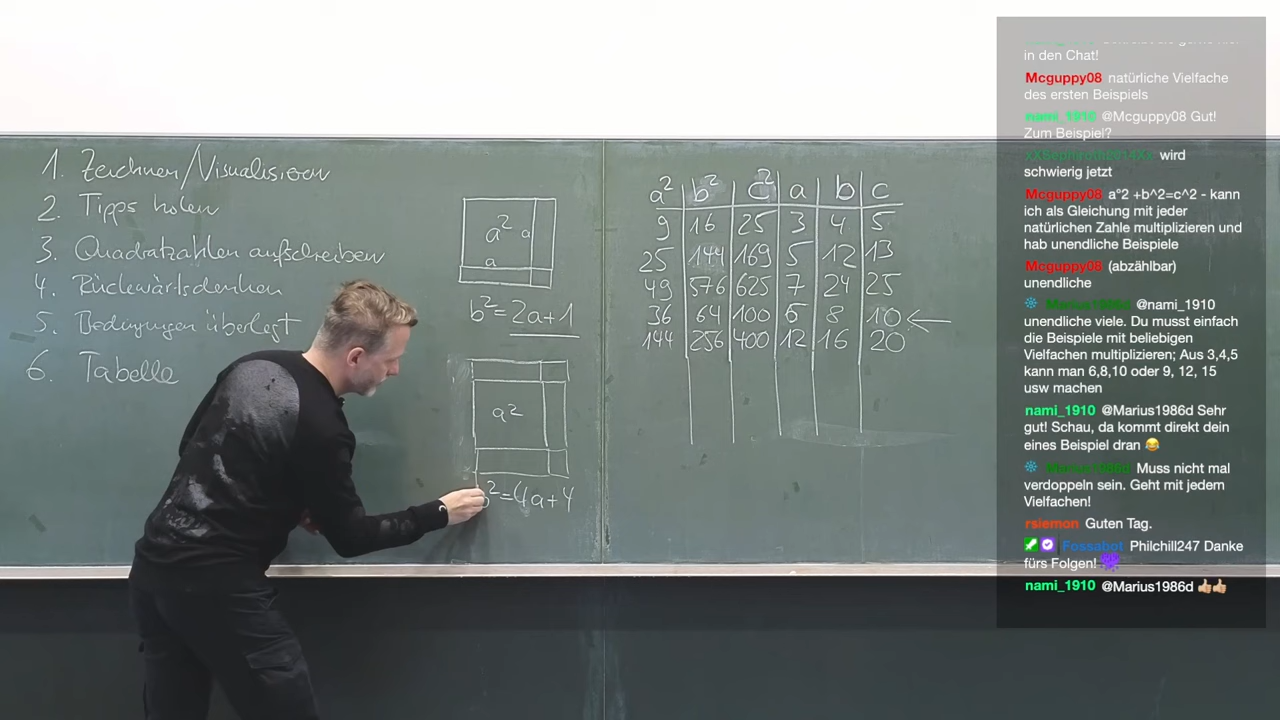 1. Zeichnen/Visualisieren
2. Tipps holen
3. Quadratzahlen aufschreiben
4. Rückwärtsdenken
5. Bedingungen überlegt
6. Tabelle
a² a
a
b²=2a+1
a²
b²=4a+4
a² b² c² a b c
9 16 25 3 4 5
25 144 169 5 12 13
49 576 625 7 24 25
36 64 100 6 8 10
144 256 400 12 16 20
in den Chat!
Mcguppy08 natürliche Vielfache
des ersten Beispiels
nami_1910 @Mcguppy08 Gut!
Zum Beispiel?
wird
schwierig jetzt
Mcguppy08 a°2 +b^2=c^2 - kann
ich als Gleichung mit jeder
natürlichen Zahle multiplizieren und
hab unendliche Beispiele
Mcguppy08 (abzählbar)
unendliche
Marius1986d @nami_1910
unendliche viele. Du musst einfach
die Beispiele mit beliebigen
Vielfachen multiplizieren; Aus 3,4,5
kann man 6,8,10 oder 9, 12, 15
usw machen
nami_1910 @Marius1986d Sehr
gut! Schau, da kommt direkt dein
eines Beispiel dran 😂
Marius1986d Muss nicht mal
verdoppeln sein. Geht mit jedem
Vielfachen!
rsiemon Guten Tag.
Fossabot Philchill247 Danke
fürs Folgen! 💜
nami_1910 @Marius1986d 👍🏼👍🏼